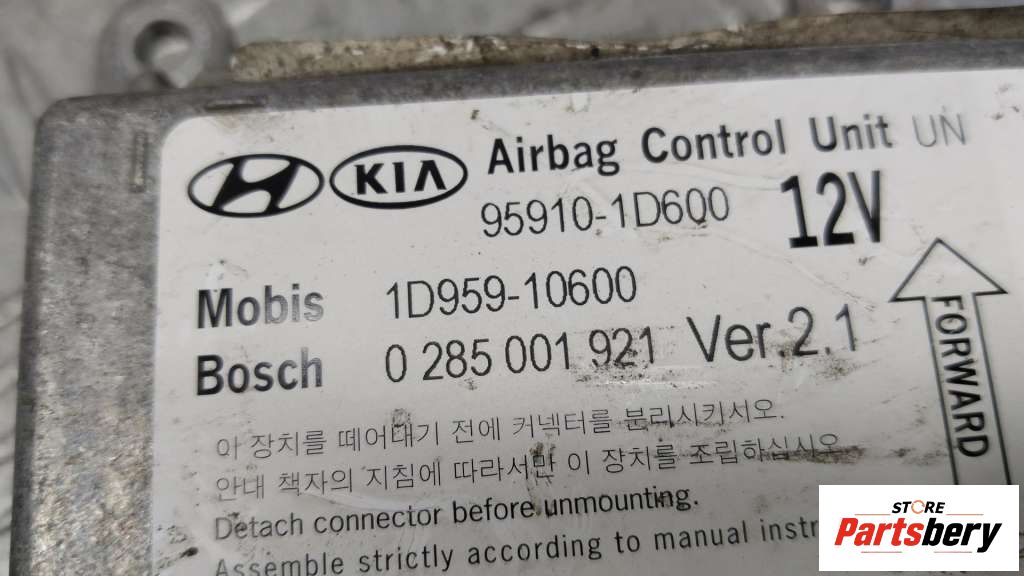 KIA Airbag Control Unit UN
95910-1D600 12V
Mobis 1D959-10600
Bosch 0 285 001 921 Ver.2.1
FORWARD
아 장치를 떼어내기 전에 커넥터를 분리시키시오.
안내 책자의 지침에 따라서만 이 장치를 조립하십시오
Detach connector before unmounting.
Assemble strictly according to manual instr
STORE
Partsbery